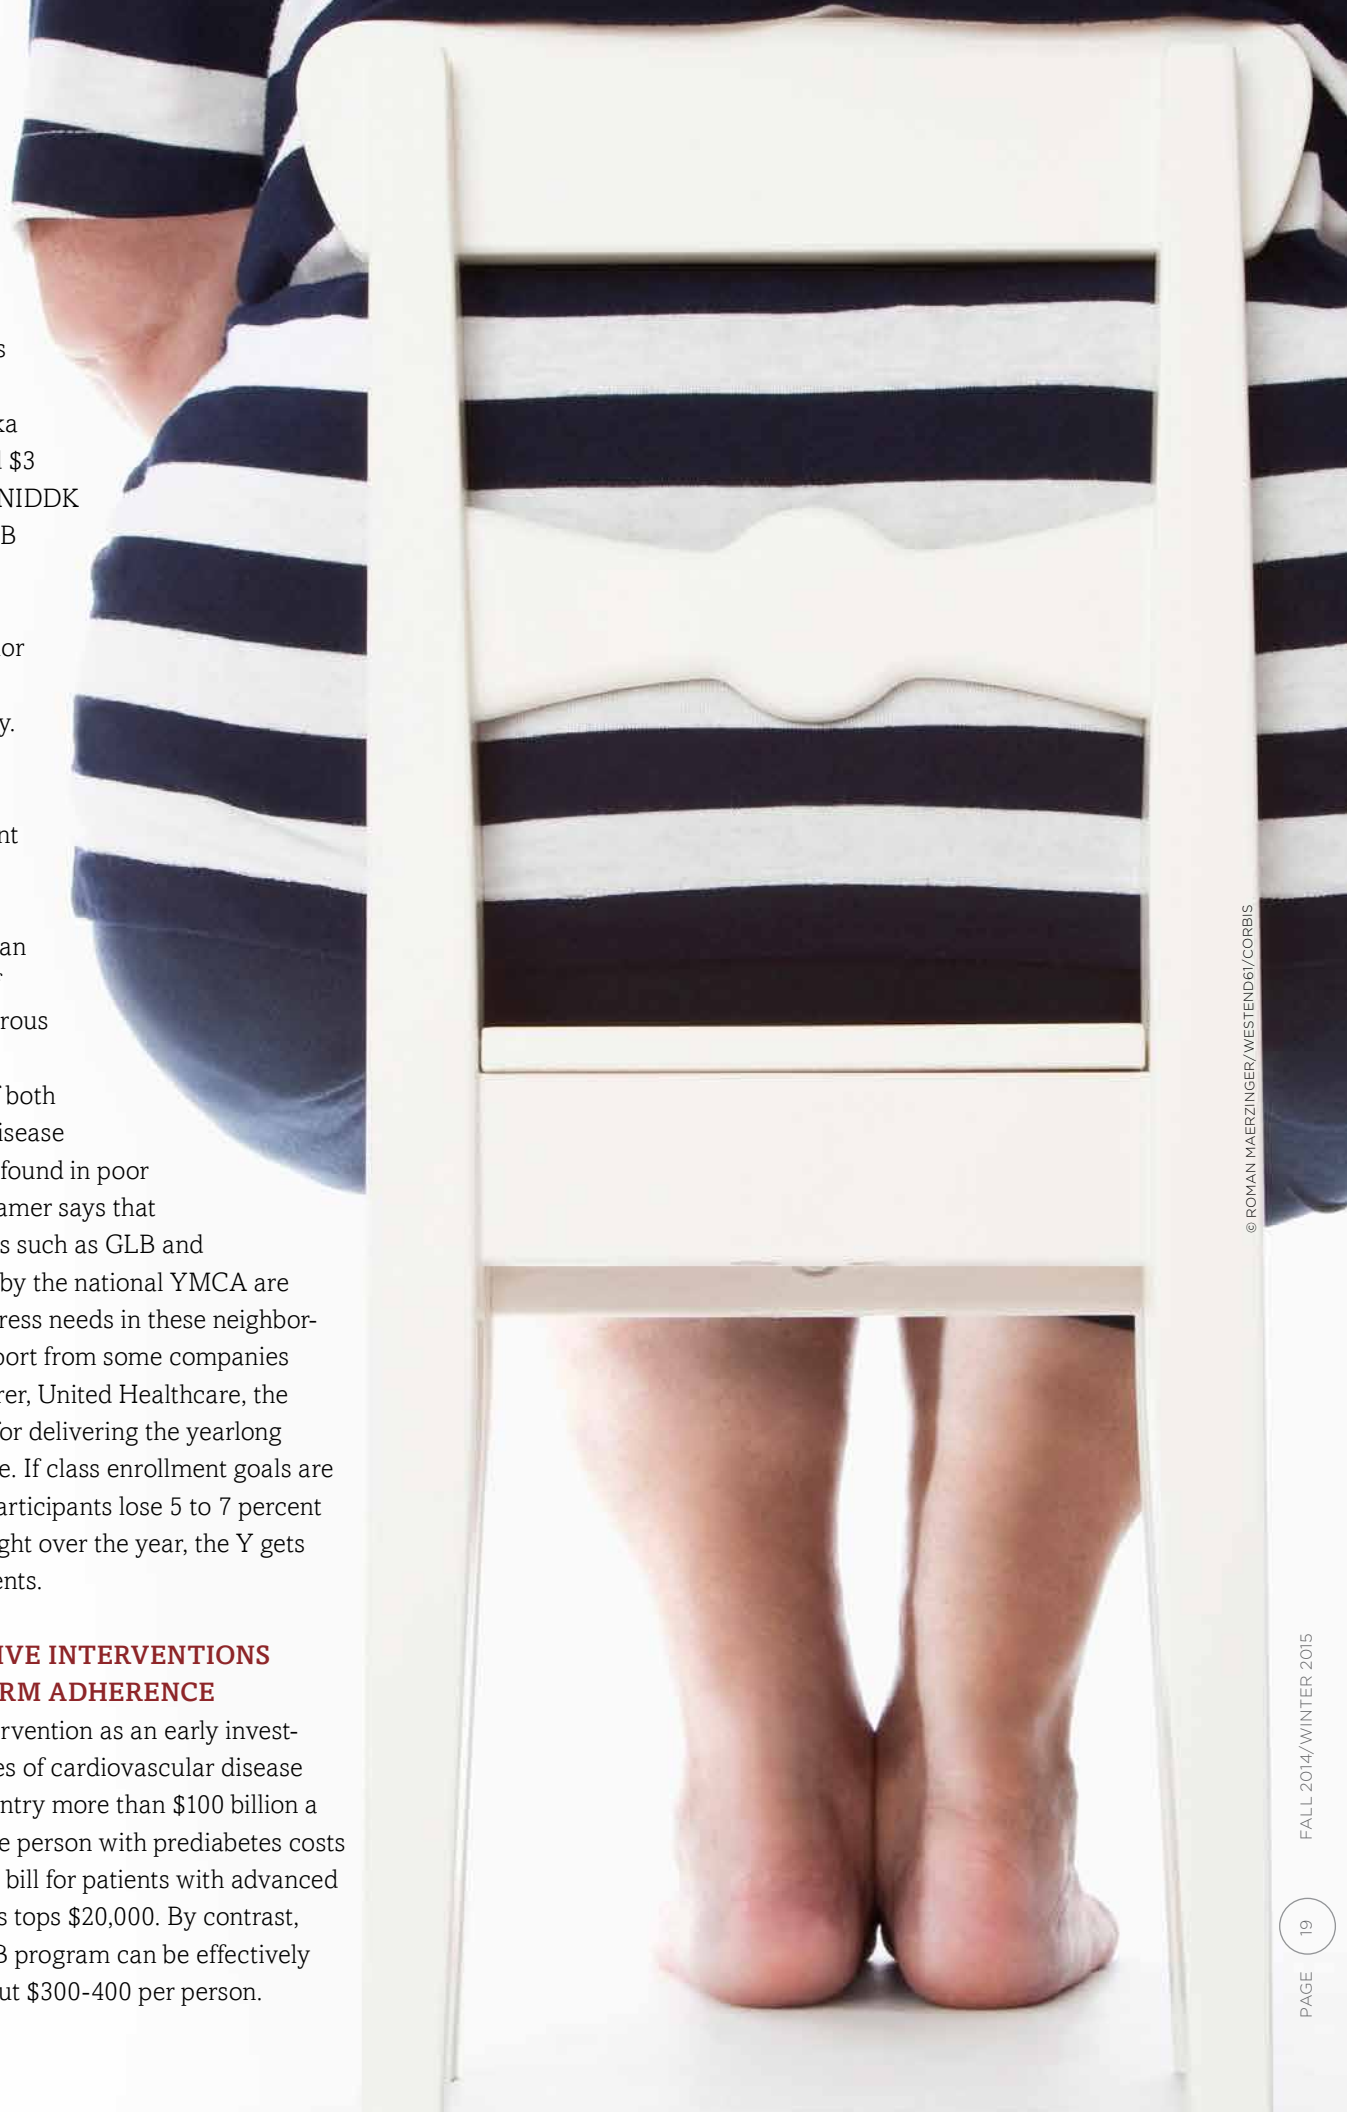 s
ka
$3
NIDDK
B
or
y.
nt
an
rous
both
isease
found in poor
amer says that
s such as GLB and
by the national YMCA are
ress needs in these neighbor-
port from some companies
rer, United Healthcare, the
for delivering the yearlong
e. If class enrollment goals are
articipants lose 5 to 7 percent
ght over the year, the Y gets
ents.
IVE INTERVENTIONS
RM ADHERENCE
rvention as an early invest-
es of cardiovascular disease
ntry more than $100 billion a
e person with prediabetes costs
bill for patients with advanced
s tops $20,000. By contrast,
B program can be effectively
ut $300-400 per person.
© ROMAN MAERZINGER/WESTEND61/CORBIS
FALL 2014/WINTER 2015
PAGE 19